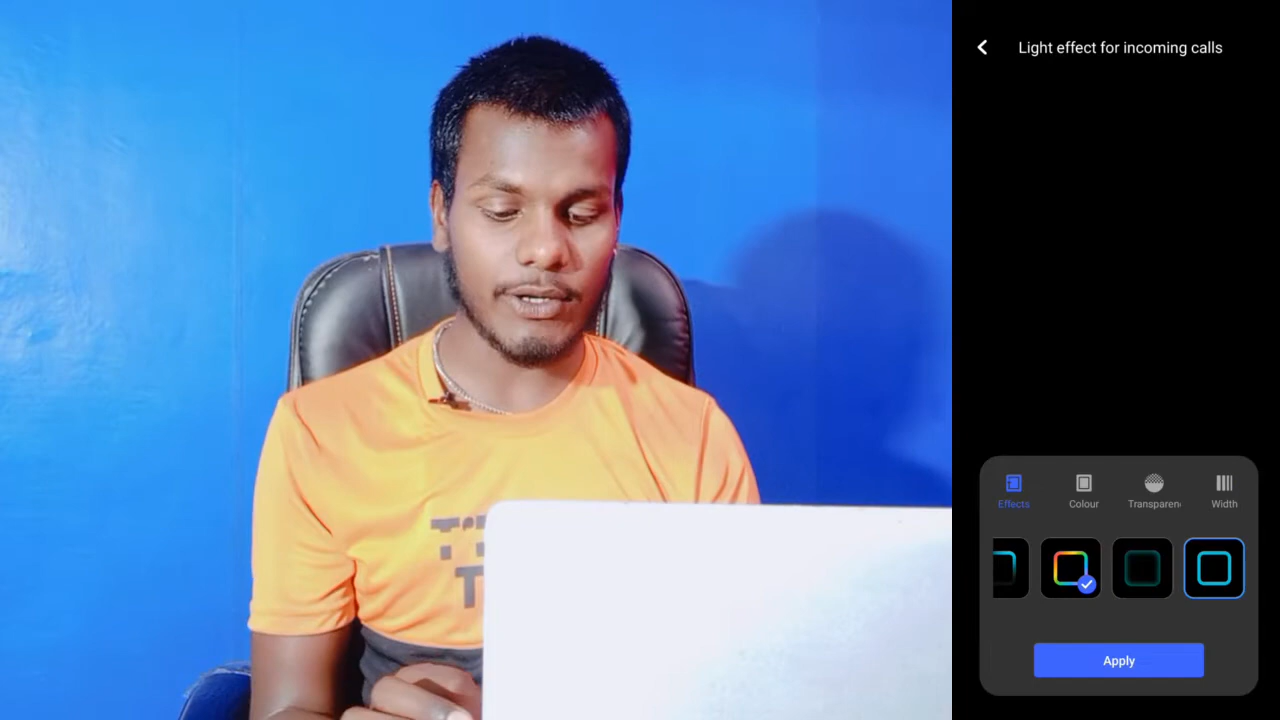 Light effect for incoming calls
Effects
Colour
Transparen
Width
Apply